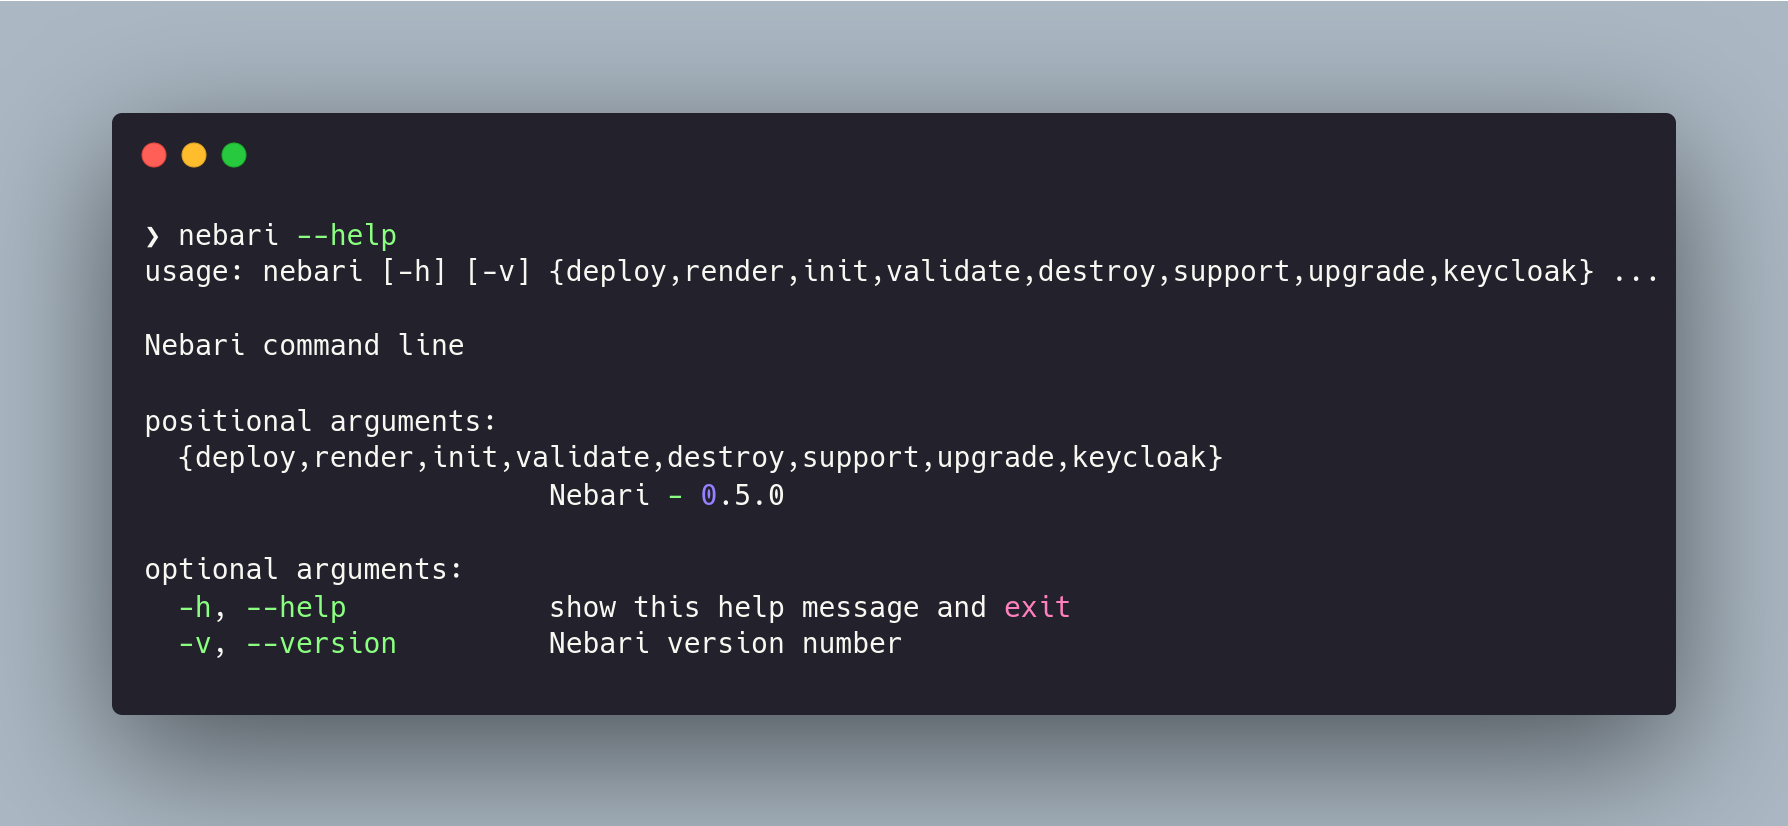 ❯ nebari --help
usage: nebari [-h] [-v] {deploy,render,init,validate,destroy,support,upgrade,keycloak} ...
Nebari command line
positional arguments:
{deploy,render,init,validate,destroy,support,upgrade,keycloak}
Nebari - 0.5.0
optional arguments:
-h, --help show this help message and exit
-v, --version Nebari version number